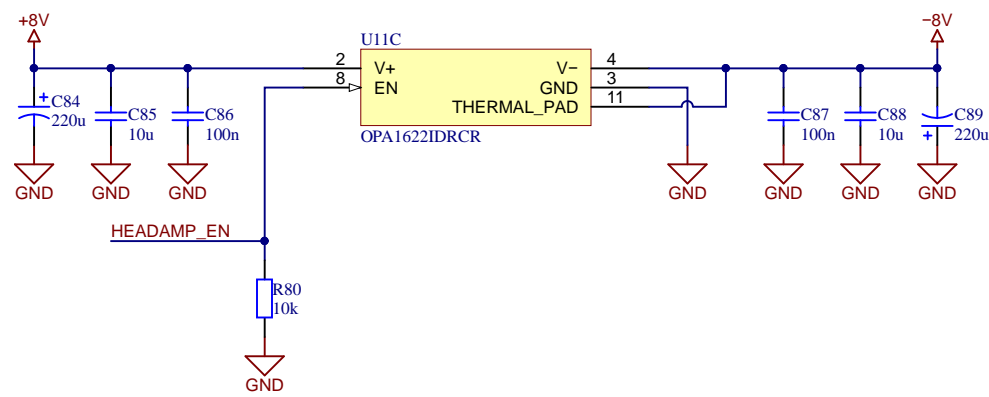 +8V
−8V
U11C
2
V+
V−
4
8
EN
GND
3
THERMAL_PAD
11
OPA1622IDRCR
+
C84
220u
C85
10u
C86
100n
C87
100n
C88
10u
C89
220u
+
GND
GND
GND
GND
GND
GND
GND
HEADAMP_EN
R80
10k
GND